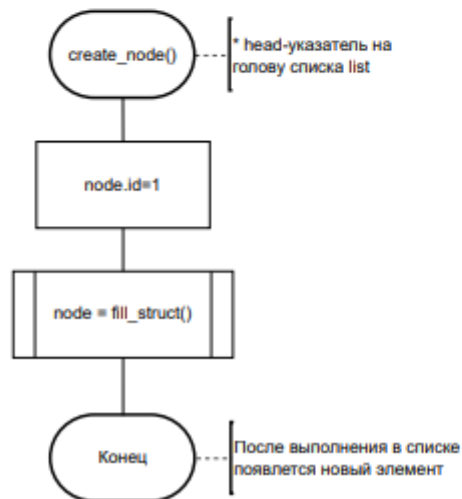 create_node()
* head-указатель на
голову списка list
node.id=1
node = fill_struct()
Конец
После выполнения в списке
появлется новый элемент